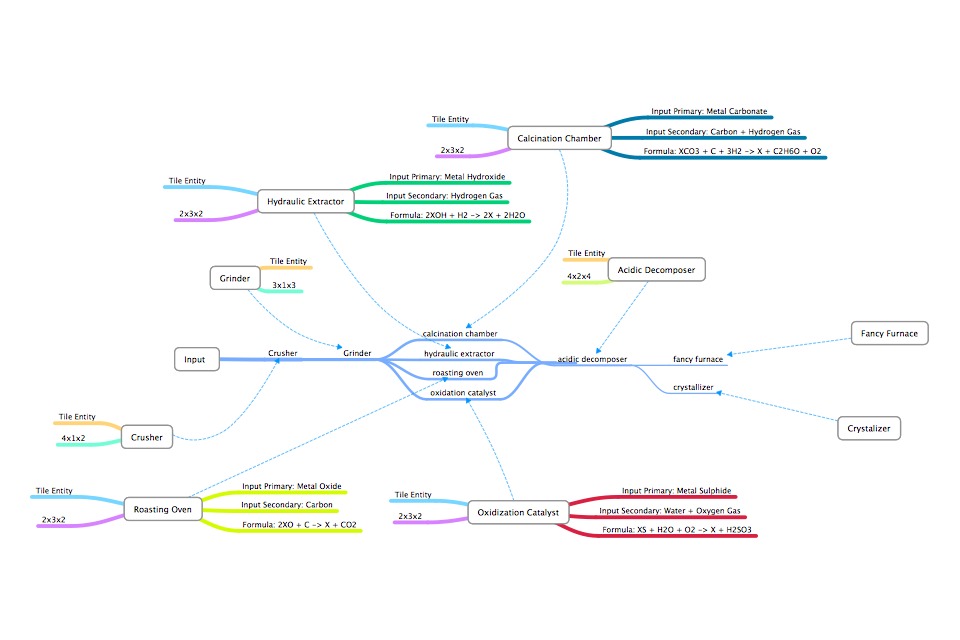 Tile Entity
2x3x2
Calcination Chamber
Input Primary: Metal Carbonate
Input Secondary: Carbon + Hydrogen Gas
Formula: XCO3 + C + 3H2 -> X + C2H6O + O2
Tile Entity
2x3x2
Hydraulic Extractor
Input Primary: Metal Hydroxide
Input Secondary: Hydrogen Gas
Formula: 2XOH + H2 -> 2X + 2H2O
Grinder
Tile Entity
3x1x3
Tile Entity
4x2x4
Acidic Decomposer
Input
Crusher
Grinder
calcination chamber
hydraulic extractor
roasting oven
oxidation catalyst
acidic decomposer
fancy furnace
crystallizer
Fancy Furnace
Crystalizer
Tile Entity
4x1x2
Crusher
Tile Entity
2x3x2
Roasting Oven
Input Primary: Metal Oxide
Input Secondary: Carbon
Formula: 2XO + C -> X + CO2
Tile Entity
2x3x2
Oxidization Catalyst
Input Primary: Metal Sulphide
Input Secondary: Water + Oxygen Gas
Formula: XS + H2O + O2 -> X + H2SO3